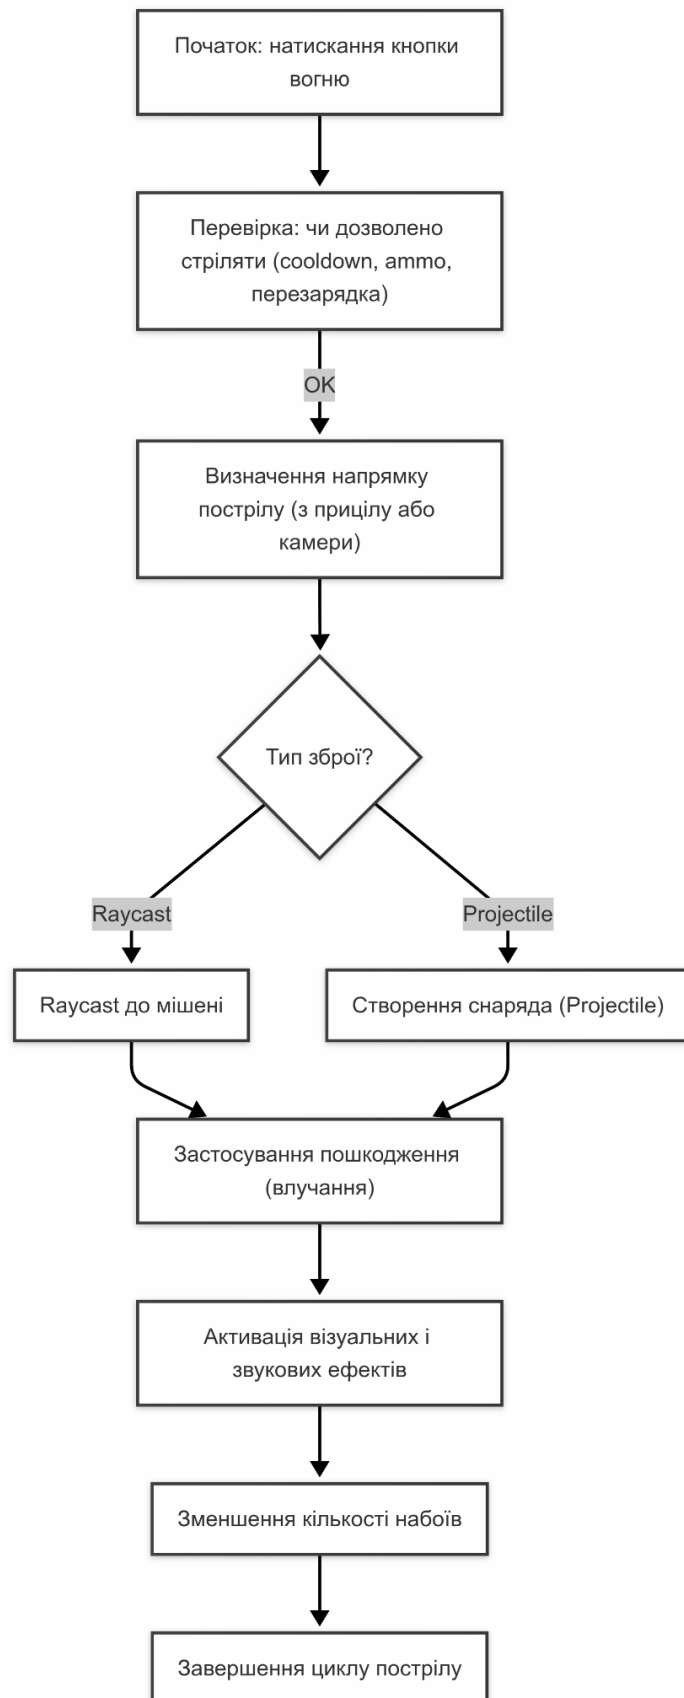 Початок: натискання кнопки
вогню
Перевірка: чи дозволено
стріляти (cooldown, ammo,
перезарядка)
OK
Визначення напрямку
пострілу (з прицілу або
камери)
Тип зброї?
Raycast
Projectile
Raycast до мішені
Створення снаряда (Projectile)
Застосування пошкодження
(влучання)
Активація візуальних і
звукових ефектів
Зменшення кількості набоїв
Завершення циклу пострілу